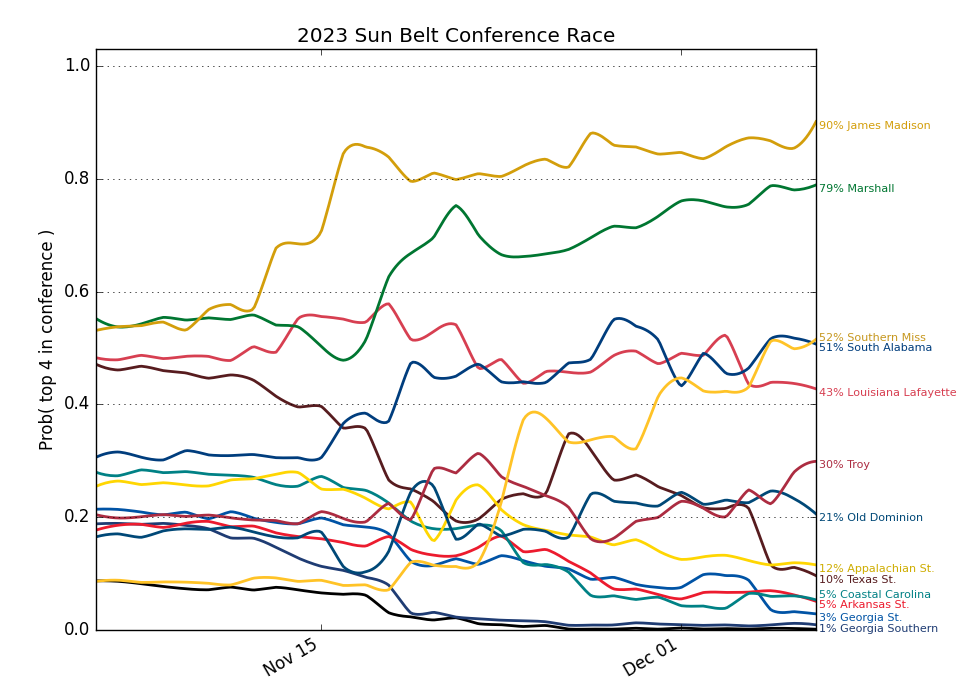 2023 Sun Belt Conference Race
Prob( top 4 in conference )
1.0
0.8
0.6
0.4
0.2
0.0
Nov 15
Dec 01
90% James Madison
79% Marshall
52% Southern Miss
51% South Alabama
43% Louisiana Lafayette
30% Troy
21% Old Dominion
12% Appalachian St.
10% Texas St.
5% Coastal Carolina
5% Arkansas St.
3% Georgia St.
1% Georgia Southern